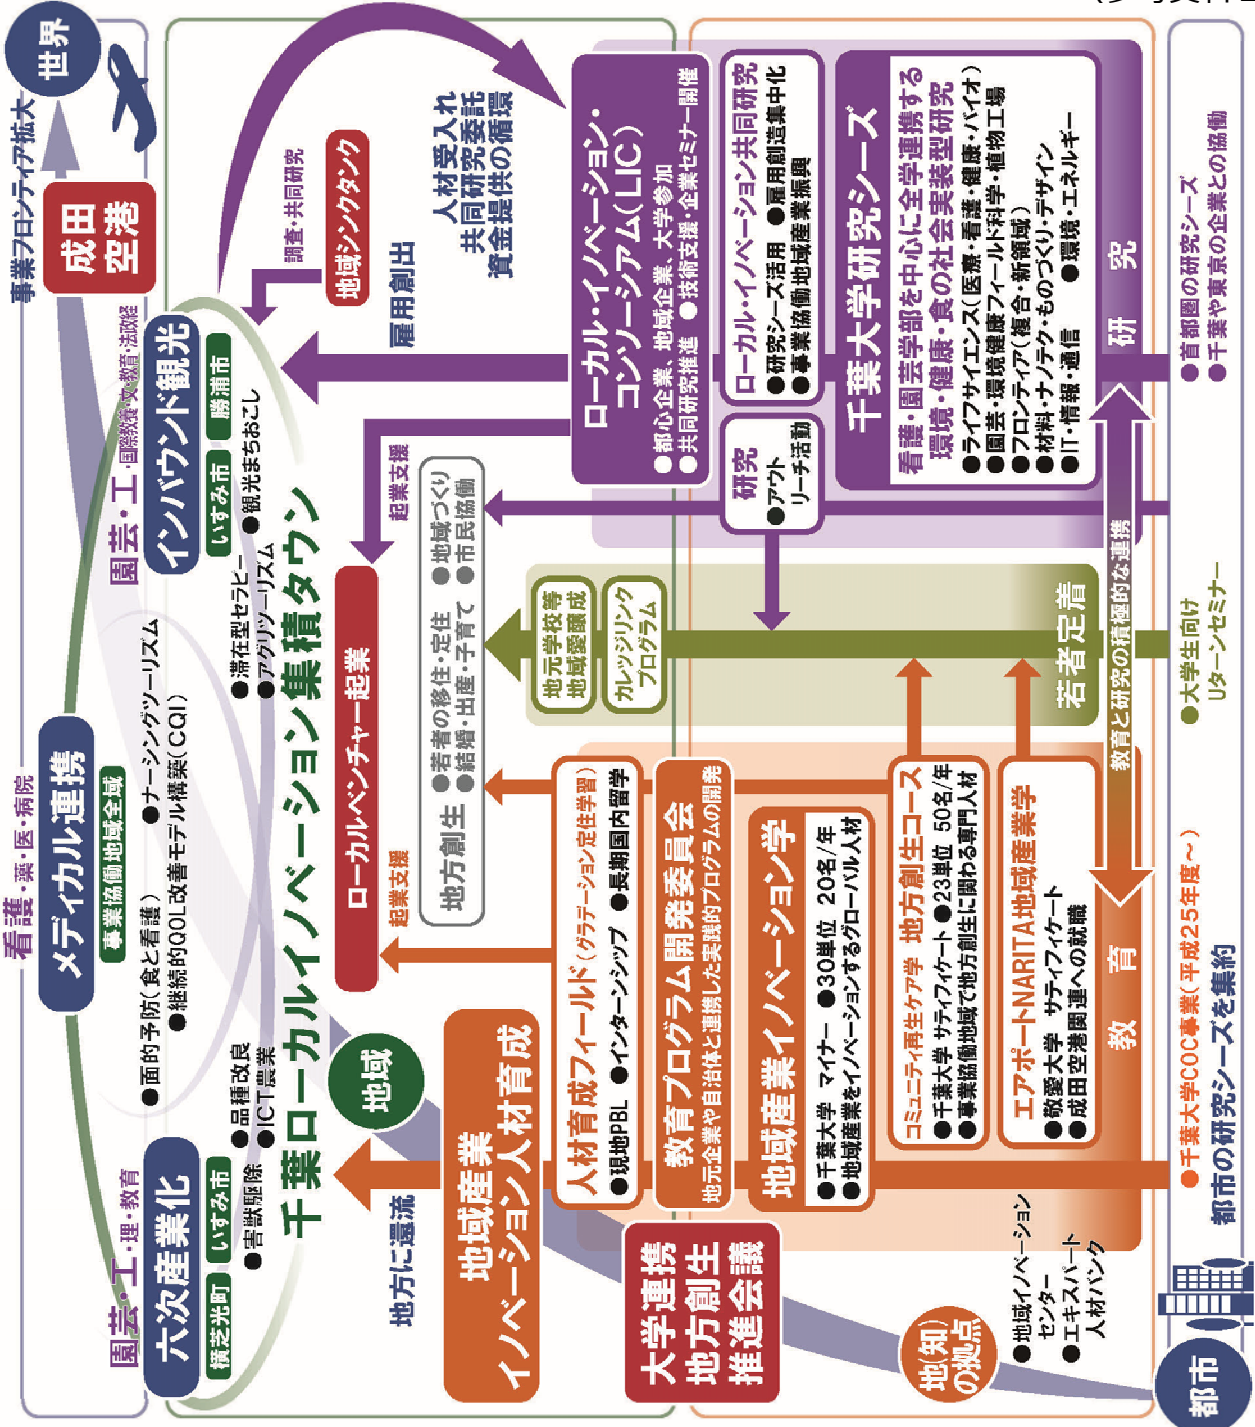 看護・薬・医・病院
事業フロンティア拡大
世界
メディカル連携
事業協働地域全域
成田
空港
園芸・工・理・教育
六次産業化
横芝光町
いすみ市
●害獣駆除
●品種改良
●ICT農業
●面的予防(食と看護)
●ナーシングツーリズム
●継続的QOL改善モデル構築(CQI)
園芸・工・国際教養・文・教育・法政経
インバウンド観光
いすみ市
勝浦市
●滞在型セラピー
●観光まちおこし
●アグリツーリズム
千葉ローカルイノベーション集積タウン
調査・共同研究
地域シンクタンク
地域
地方に還流
ローカルベンチャー起業
起業支援
起業支援
雇用創出
人材受入れ
共同研究委託
資金提供の循環
地方創生
●若者の移住・定住
●地域づくり
●結婚・出産・子育て
●市民協働
地域産業
イノベーション人材育成
人材育成フィールド(グラデーション定住学習)
●現地PBL ●インターンシップ ●長期国内留学
地元学校等
地域愛醸成
カレッジリンク
プログラム
ローカル・イノベーション・
コンソーシアム(LIC)
●都心企業、地域企業、大学参加
●共同研究推進 ●技術支援・企業セミナー開催
大学連携
地方創生
推進会議
教育プログラム開発委員会
地元企業や自治体と連携した実践的プログラムの開発
研究
●アウト
リーチ活動
ローカル・イノベーション共同研究
●研究シーズ活用 ●雇用創造集中化
●事業協働地域産業振興
地域産業イノベーション学
●千葉大学 マイナー ●30単位 20名/年
●地域産業をイノベーションするグローバル人材
千葉大学研究シーズ
看護・園芸学部を中心に全学連携する
環境・健康・食の社会実装型研究
●ライフサイエンス(医療・看護・健康・バイオ)
●園芸・環境健康フィールド科学・植物工場
●フロンティア(複合・新領域)
●材料・ナノテク・ものづくり・デザイン
●IT・情報・通信 ●環境・エネルギー
コミュニティ再生ケア学 地方創生コース
●千葉大学 サティフィケート ●23単位 50名/年
●事業協働地域で地方創生に関わる専門人材
地(知)
の拠点
●地域イノベーション
センター
●エキスパート
人材バンク
エアポートNARITA地域産業学
●敬愛大学 サティフィケート
●成田空港関連への就職
若者定着
教育
教育と研究の積極的な連携
研究
都市
●千葉大学COC事業(平成25年度～)
都市の研究シーズを集約
●大学生向け
Uターンセミナー
●首都圏の研究シーズ
●千葉や東京の企業との協働